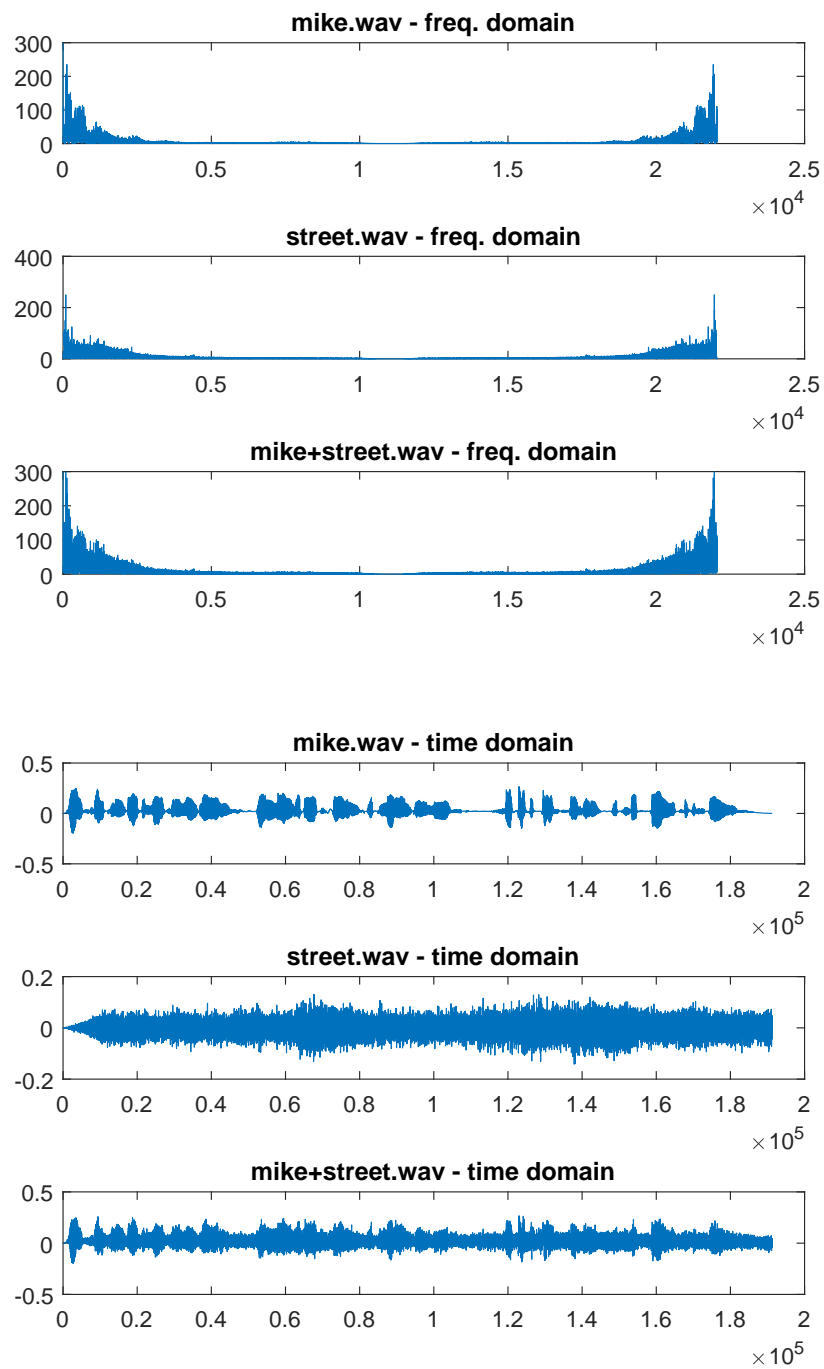 mike.wav - freq. domain
300
200
100
0
0 0.5 1 1.5 2 2.5
×10^4
street.wav - freq. domain
400
200
0
0 0.5 1 1.5 2 2.5
×10^4
mike+street.wav - freq. domain
300
200
100
0
0 0.5 1 1.5 2 2.5
×10^4
mike.wav - time domain
0.5
0
-0.5
0 0.2 0.4 0.6 0.8 1 1.2 1.4 1.6 1.8 2
×10^5
street.wav - time domain
0.2
0
-0.2
0 0.2 0.4 0.6 0.8 1 1.2 1.4 1.6 1.8 2
×10^5
mike+street.wav - time domain
0.5
0
-0.5
0 0.2 0.4 0.6 0.8 1 1.2 1.4 1.6 1.8 2
×10^5